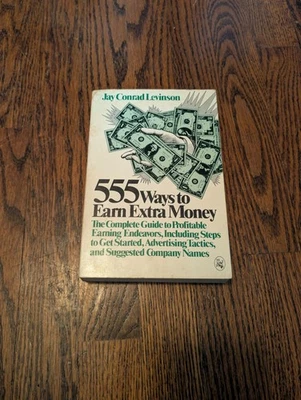 Jay Conrad Levinson
555 Ways to
Earn Extra Money
The Complete Guide to Profitable
Earning Endeavors, Including Steps
to Get Started, Advertising Tactics,
and Suggested Company Names